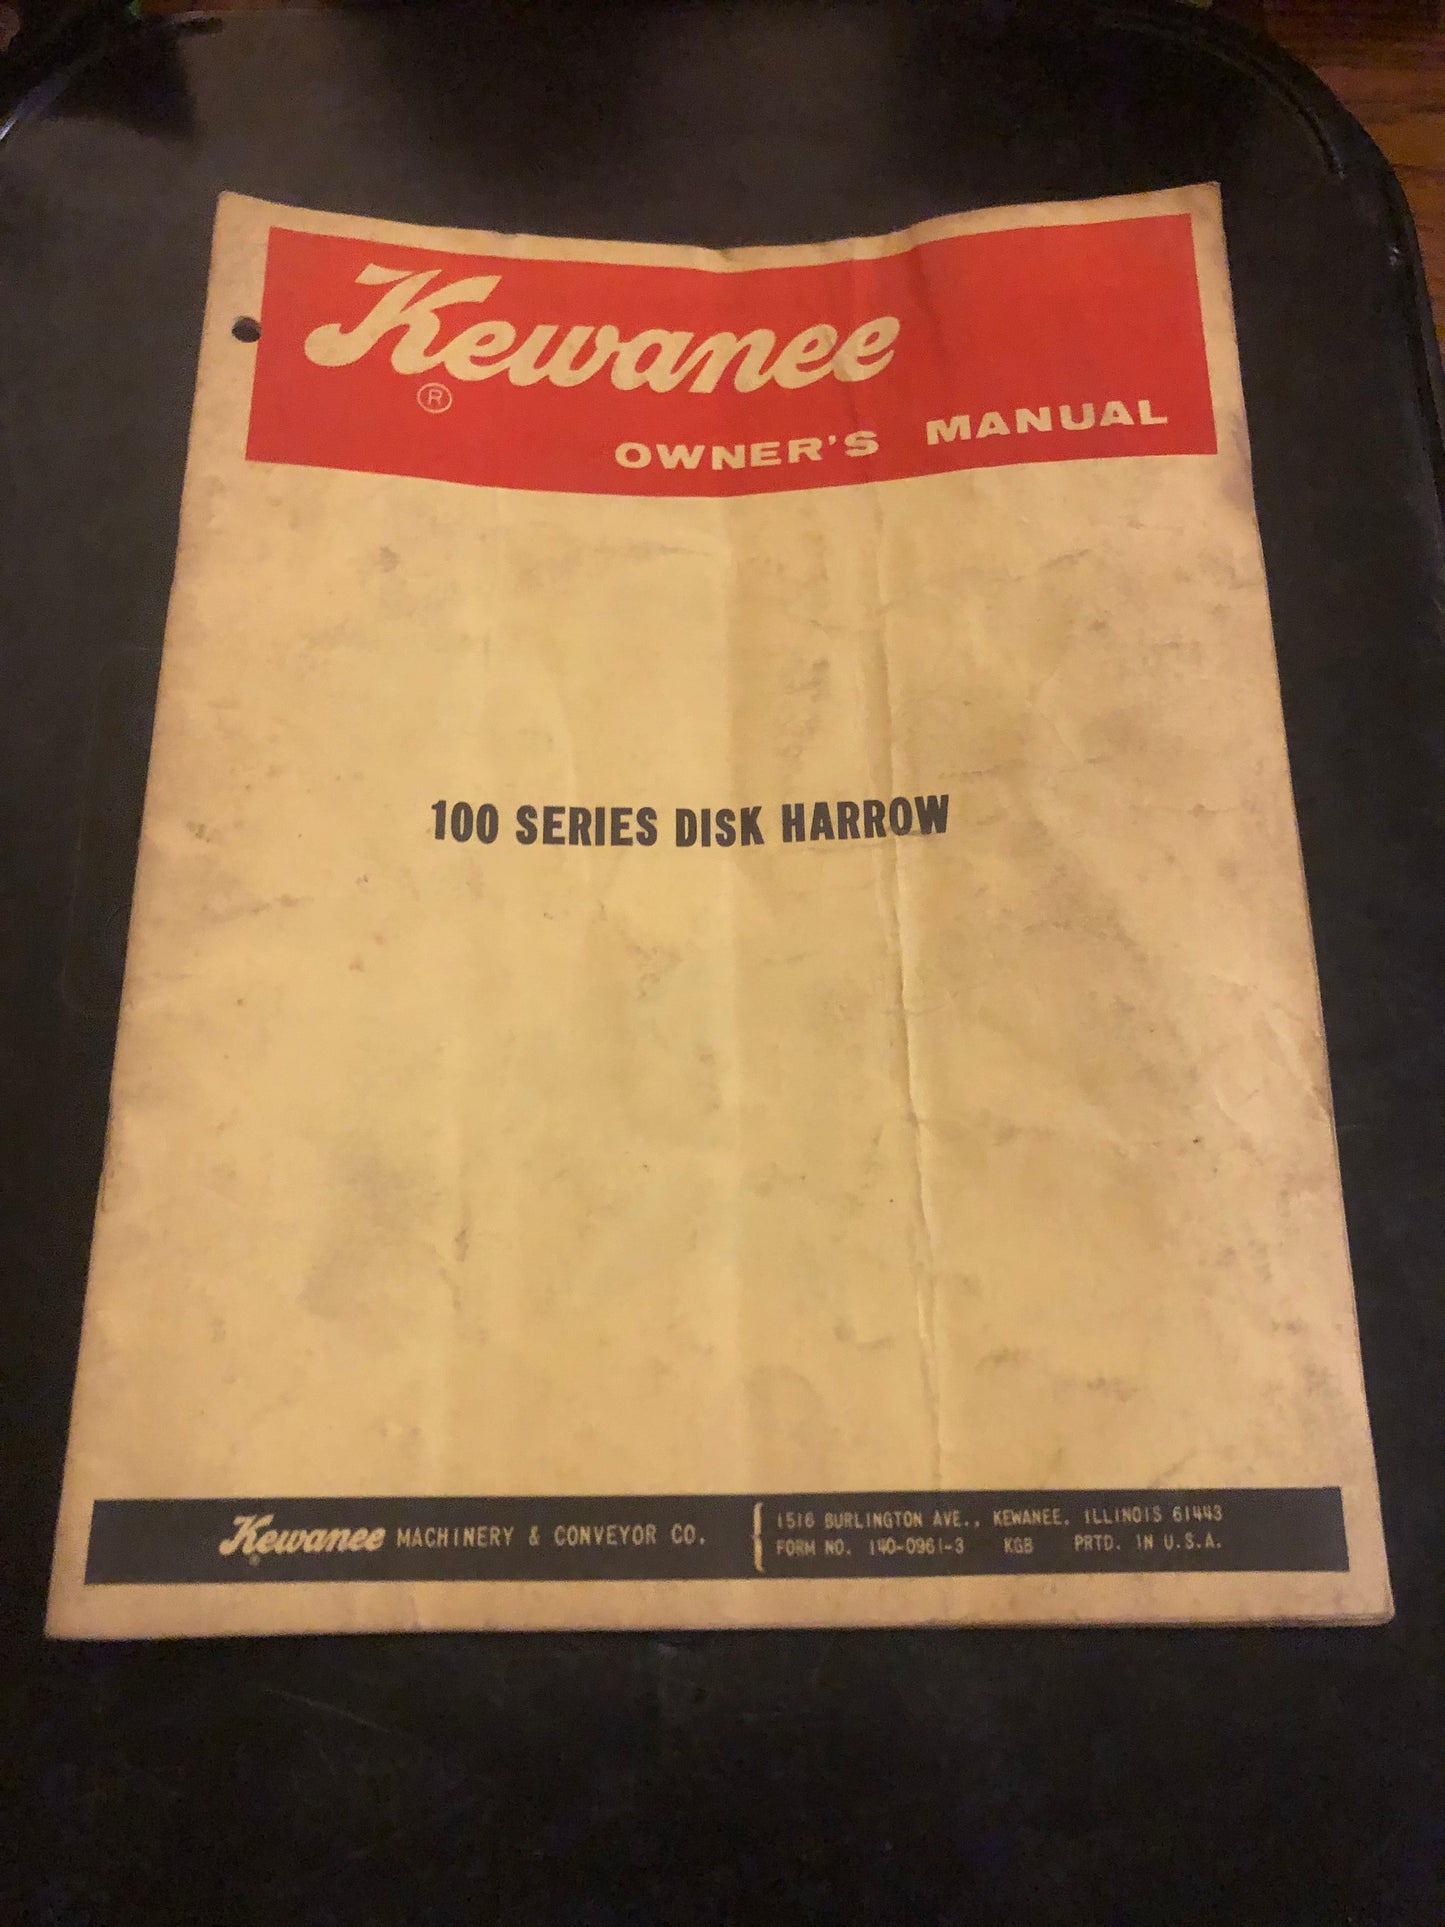 Kewanee
®
OWNER'S MANUAL
100 SERIES DISK HARROW
Kewanee® MACHINERY & CONVEYOR CO.
1516 BURLINGTON AVE., KEWANEE, ILLINOIS 61443
FORM NO. 140-0961-3 KGB PRTD. IN U.S.A.